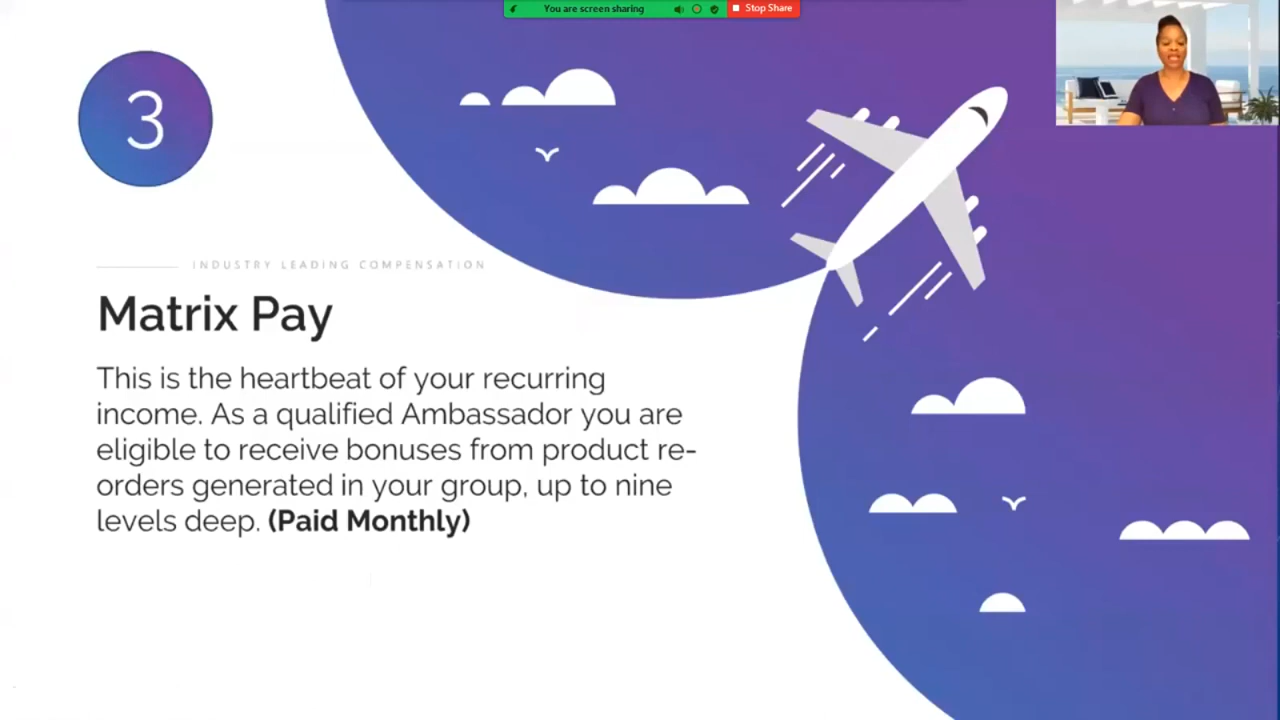 You are screen sharing
Stop Share
3
INDUSTRY LEADING COMPENSATION
Matrix Pay
This is the heartbeat of your recurring
income. As a qualified Ambassador you are
eligible to receive bonuses from product re-
orders generated in your group, up to nine
levels deep. (Paid Monthly)